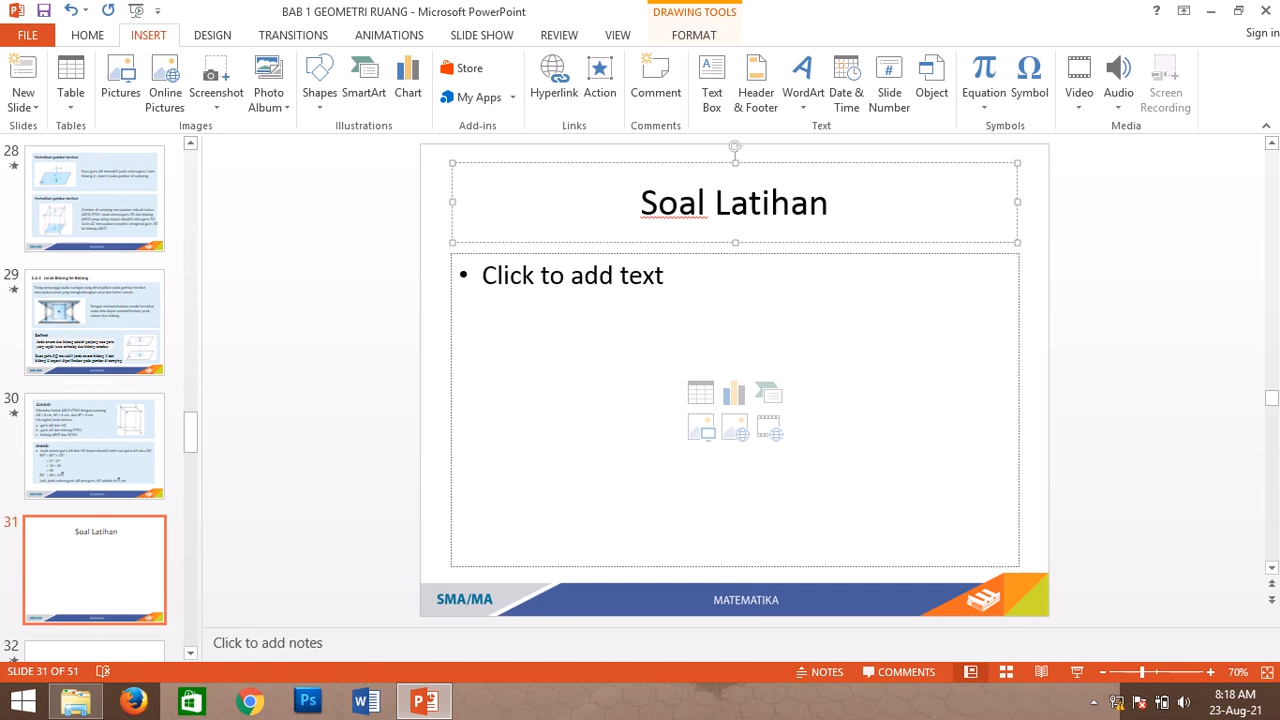 BAB 1 GEOMETRI RUANG - Microsoft PowerPoint
DRAWING TOOLS
FILE HOME INSERT DESIGN TRANSITIONS ANIMATIONS SLIDE SHOW REVIEW VIEW FORMAT Sign in
New Slide
Table
Pictures
Online Pictures
Screenshot
Photo Album
Shapes
SmartArt
Chart
Store
My Apps
Hyperlink
Action
Comment
Text Box
Header & Footer
WordArt
Date & Time
Slide Number
Object
Equation
Symbol
Video
Audio
Screen Recording
Slides Tables Images Illustrations Add-ins Links Comments Text Symbols Media
28
29
30
31
Soal Latihan
32
Soal Latihan
• Click to add text
SMA/MA
MATEMATIKA
Click to add notes
SLIDE 31 OF 51
NOTES
COMMENTS
70%
8:18 AM
23-Aug-21